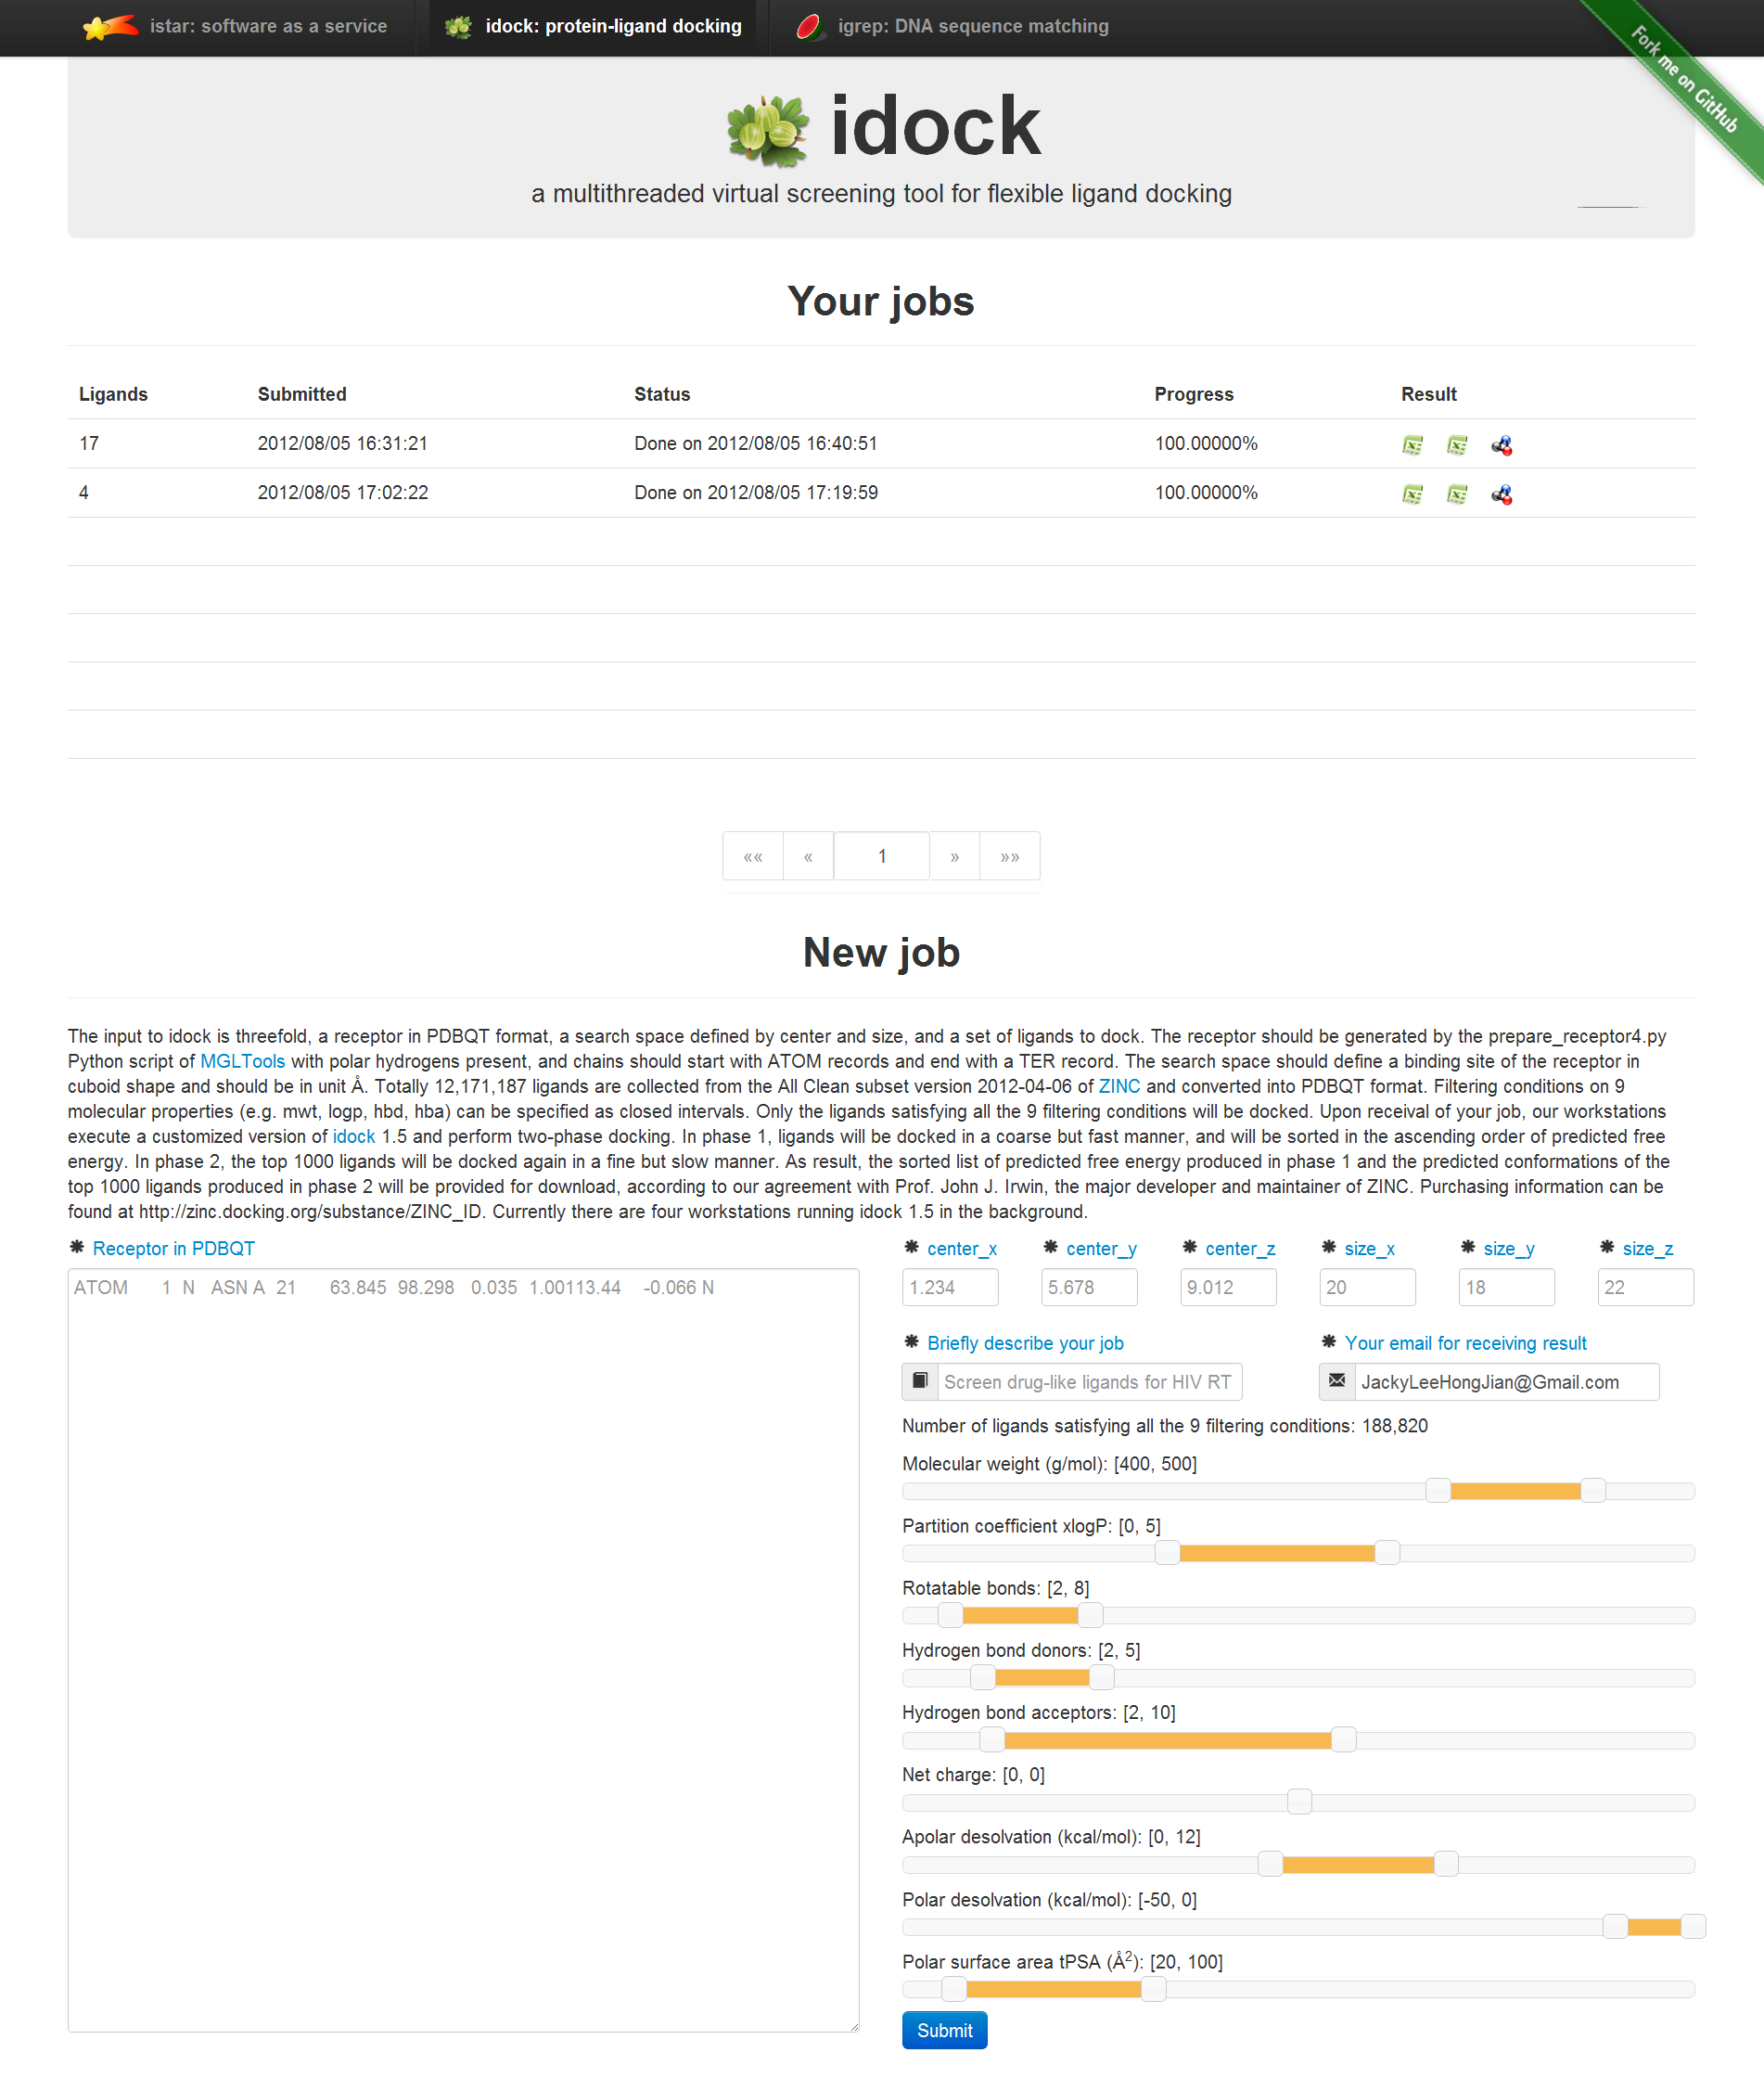 istar: software as a service
idock: protein-ligand docking
igrep: DNA sequence matching
Fork me on GitHub
idock
a multithreaded virtual screening tool for flexible ligand docking
Your jobs
Ligands Submitted Status Progress Result
17 2012/08/05 16:31:21 Done on 2012/08/05 16:40:51 100.00000%
4 2012/08/05 17:02:22 Done on 2012/08/05 17:19:59 100.00000%
«« « 1 » »»
New job
The input to idock is threefold, a receptor in PDBQT format, a search space defined by center and size, and a set of ligands to dock. The receptor should be generated by the prepare_receptor4.py
Python script of MGLTools with polar hydrogens present, and chains should start with ATOM records and end with a TER record. The search space should define a binding site of the receptor in
cuboid shape and should be in unit Å. Totally 12,171,187 ligands are collected from the All Clean subset version 2012-04-06 of ZINC and converted into PDBQT format. Filtering conditions on 9
molecular properties (e.g. mwt, logp, hbd, hba) can be specified as closed intervals. Only the ligands satisfying all the 9 filtering conditions will be docked. Upon receival of your job, our workstations
execute a customized version of idock 1.5 and perform two-phase docking. In phase 1, ligands will be docked in a coarse but fast manner, and will be sorted in the ascending order of predicted free
energy. In phase 2, the top 1000 ligands will be docked again in a fine but slow manner. As result, the sorted list of predicted free energy produced in phase 1 and the predicted conformations of the
top 1000 ligands produced in phase 2 will be provided for download, according to our agreement with Prof. John J. Irwin, the major developer and maintainer of ZINC. Purchasing information can be
found at http://zinc.docking.org/substance/ZINC_ID. Currently there are four workstations running idock 1.5 in the background.
✱ Receptor in PDBQT
ATOM 1 N ASN A 21 63.845 98.298 0.035 1.00113.44 -0.066 N
✱ center_x ✱ center_y ✱ center_z ✱ size_x ✱ size_y ✱ size_z
1.234 5.678 9.012 20 18 22
✱ Briefly describe your job ✱ Your email for receiving result
Screen drug-like ligands for HIV RT JackyLeeHongJian@Gmail.com
Number of ligands satisfying all the 9 filtering conditions: 188,820
Molecular weight (g/mol): [400, 500]
Partition coefficient xlogP: [0, 5]
Rotatable bonds: [2, 8]
Hydrogen bond donors: [2, 5]
Hydrogen bond acceptors: [2, 10]
Net charge: [0, 0]
Apolar desolvation (kcal/mol): [0, 12]
Polar desolvation (kcal/mol): [-50, 0]
Polar surface area tPSA (Å²): [20, 100]
Submit